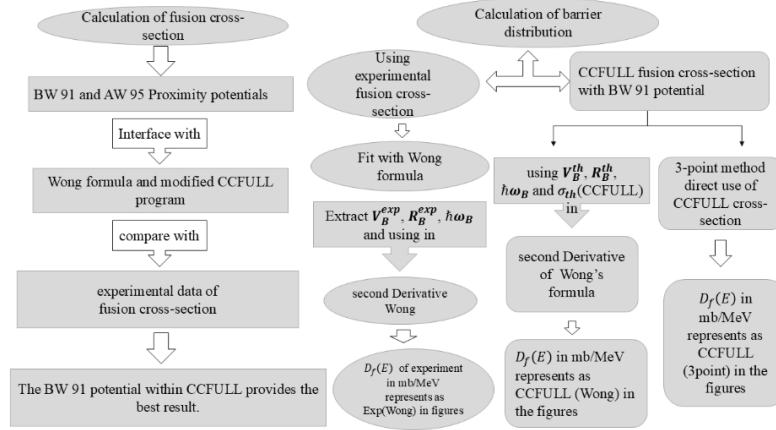 Calculation of fusion cross-
section
BW 91 and AW 95 Proximity potentials
Interface with
Wong formula and modified CCFULL
program
compare with
experimental data of
fusion cross-section
The BW 91 potential within CCFULL provides the
best result.
Calculation of barrier
distribution
Using
experimental
fusion cross-
section
Fit with Wong
formula
Extract V_B^{exp}, R_B^{exp}, ℏω_B
and using in
second Derivative
Wong
D_f(E) of experiment
in mb/MeV
represents as
Exp(Wong) in figures
CCFULL fusion cross-section
with BW 91 potential
using V_B^{th}, R_B^{th},
ℏω_B and σ_{th}(CCFULL)
in
second Derivative
of Wong's
formula
D_f(E) in mb/MeV
represents as
CCFULL (Wong) in
the figures
3-point method
direct use of
CCFULL cross-
section
D_f(E) in
mb/MeV
represents as
CCFULL
(3point) in the
figures